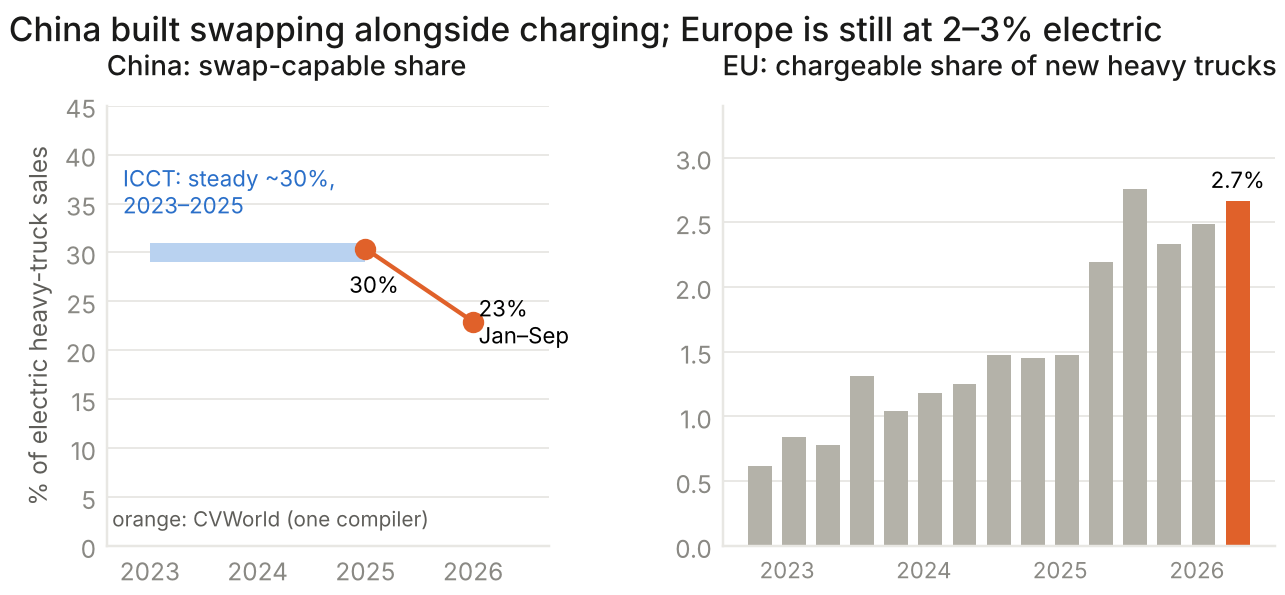 China built swapping alongside charging; Europe is still at 2–3% electric
China: swap-capable share
% of electric heavy-truck sales
45
40
35
30
25
20
15
10
5
0
ICCT: steady ~30%,
2023–2025
30%
23%
Jan–Sep
orange: CVWorld (one compiler)
2023 2024 2025 2026
EU: chargeable share of new heavy trucks
3.0
2.5
2.0
1.5
1.0
0.5
0.0
2.7%
2023 2024 2025 2026